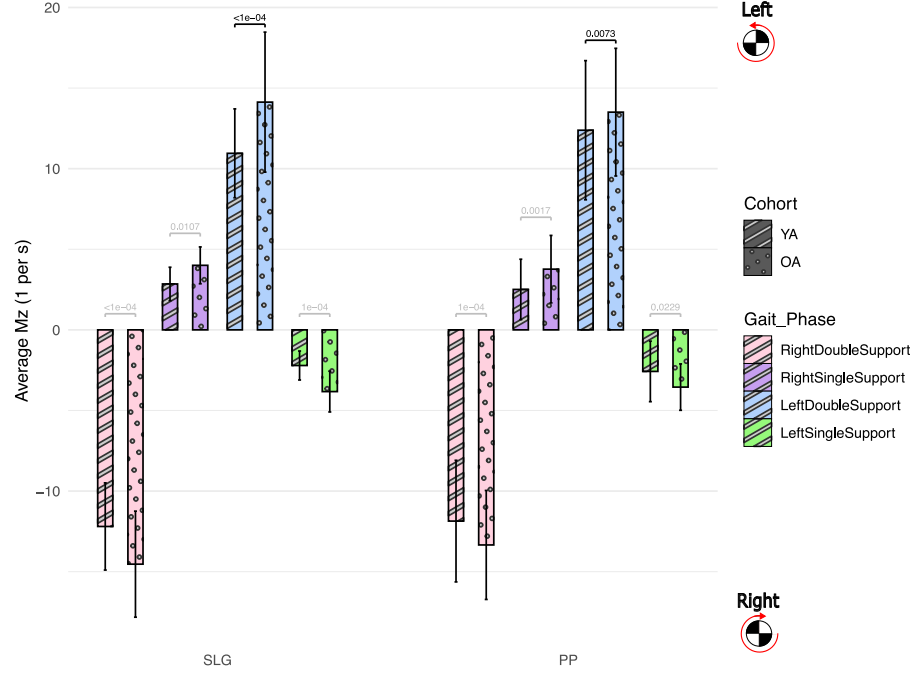 20
10
0
−10
Average Mz (1 per s)
<1e−04
0.0107
<1e−04
1e−04
1e−04
0.0017
0.0073
0.0229
SLG
PP
Left
Cohort
YA
OA
Gait_Phase
RightDoubleSupport
RightSingleSupport
LeftDoubleSupport
LeftSingleSupport
Right